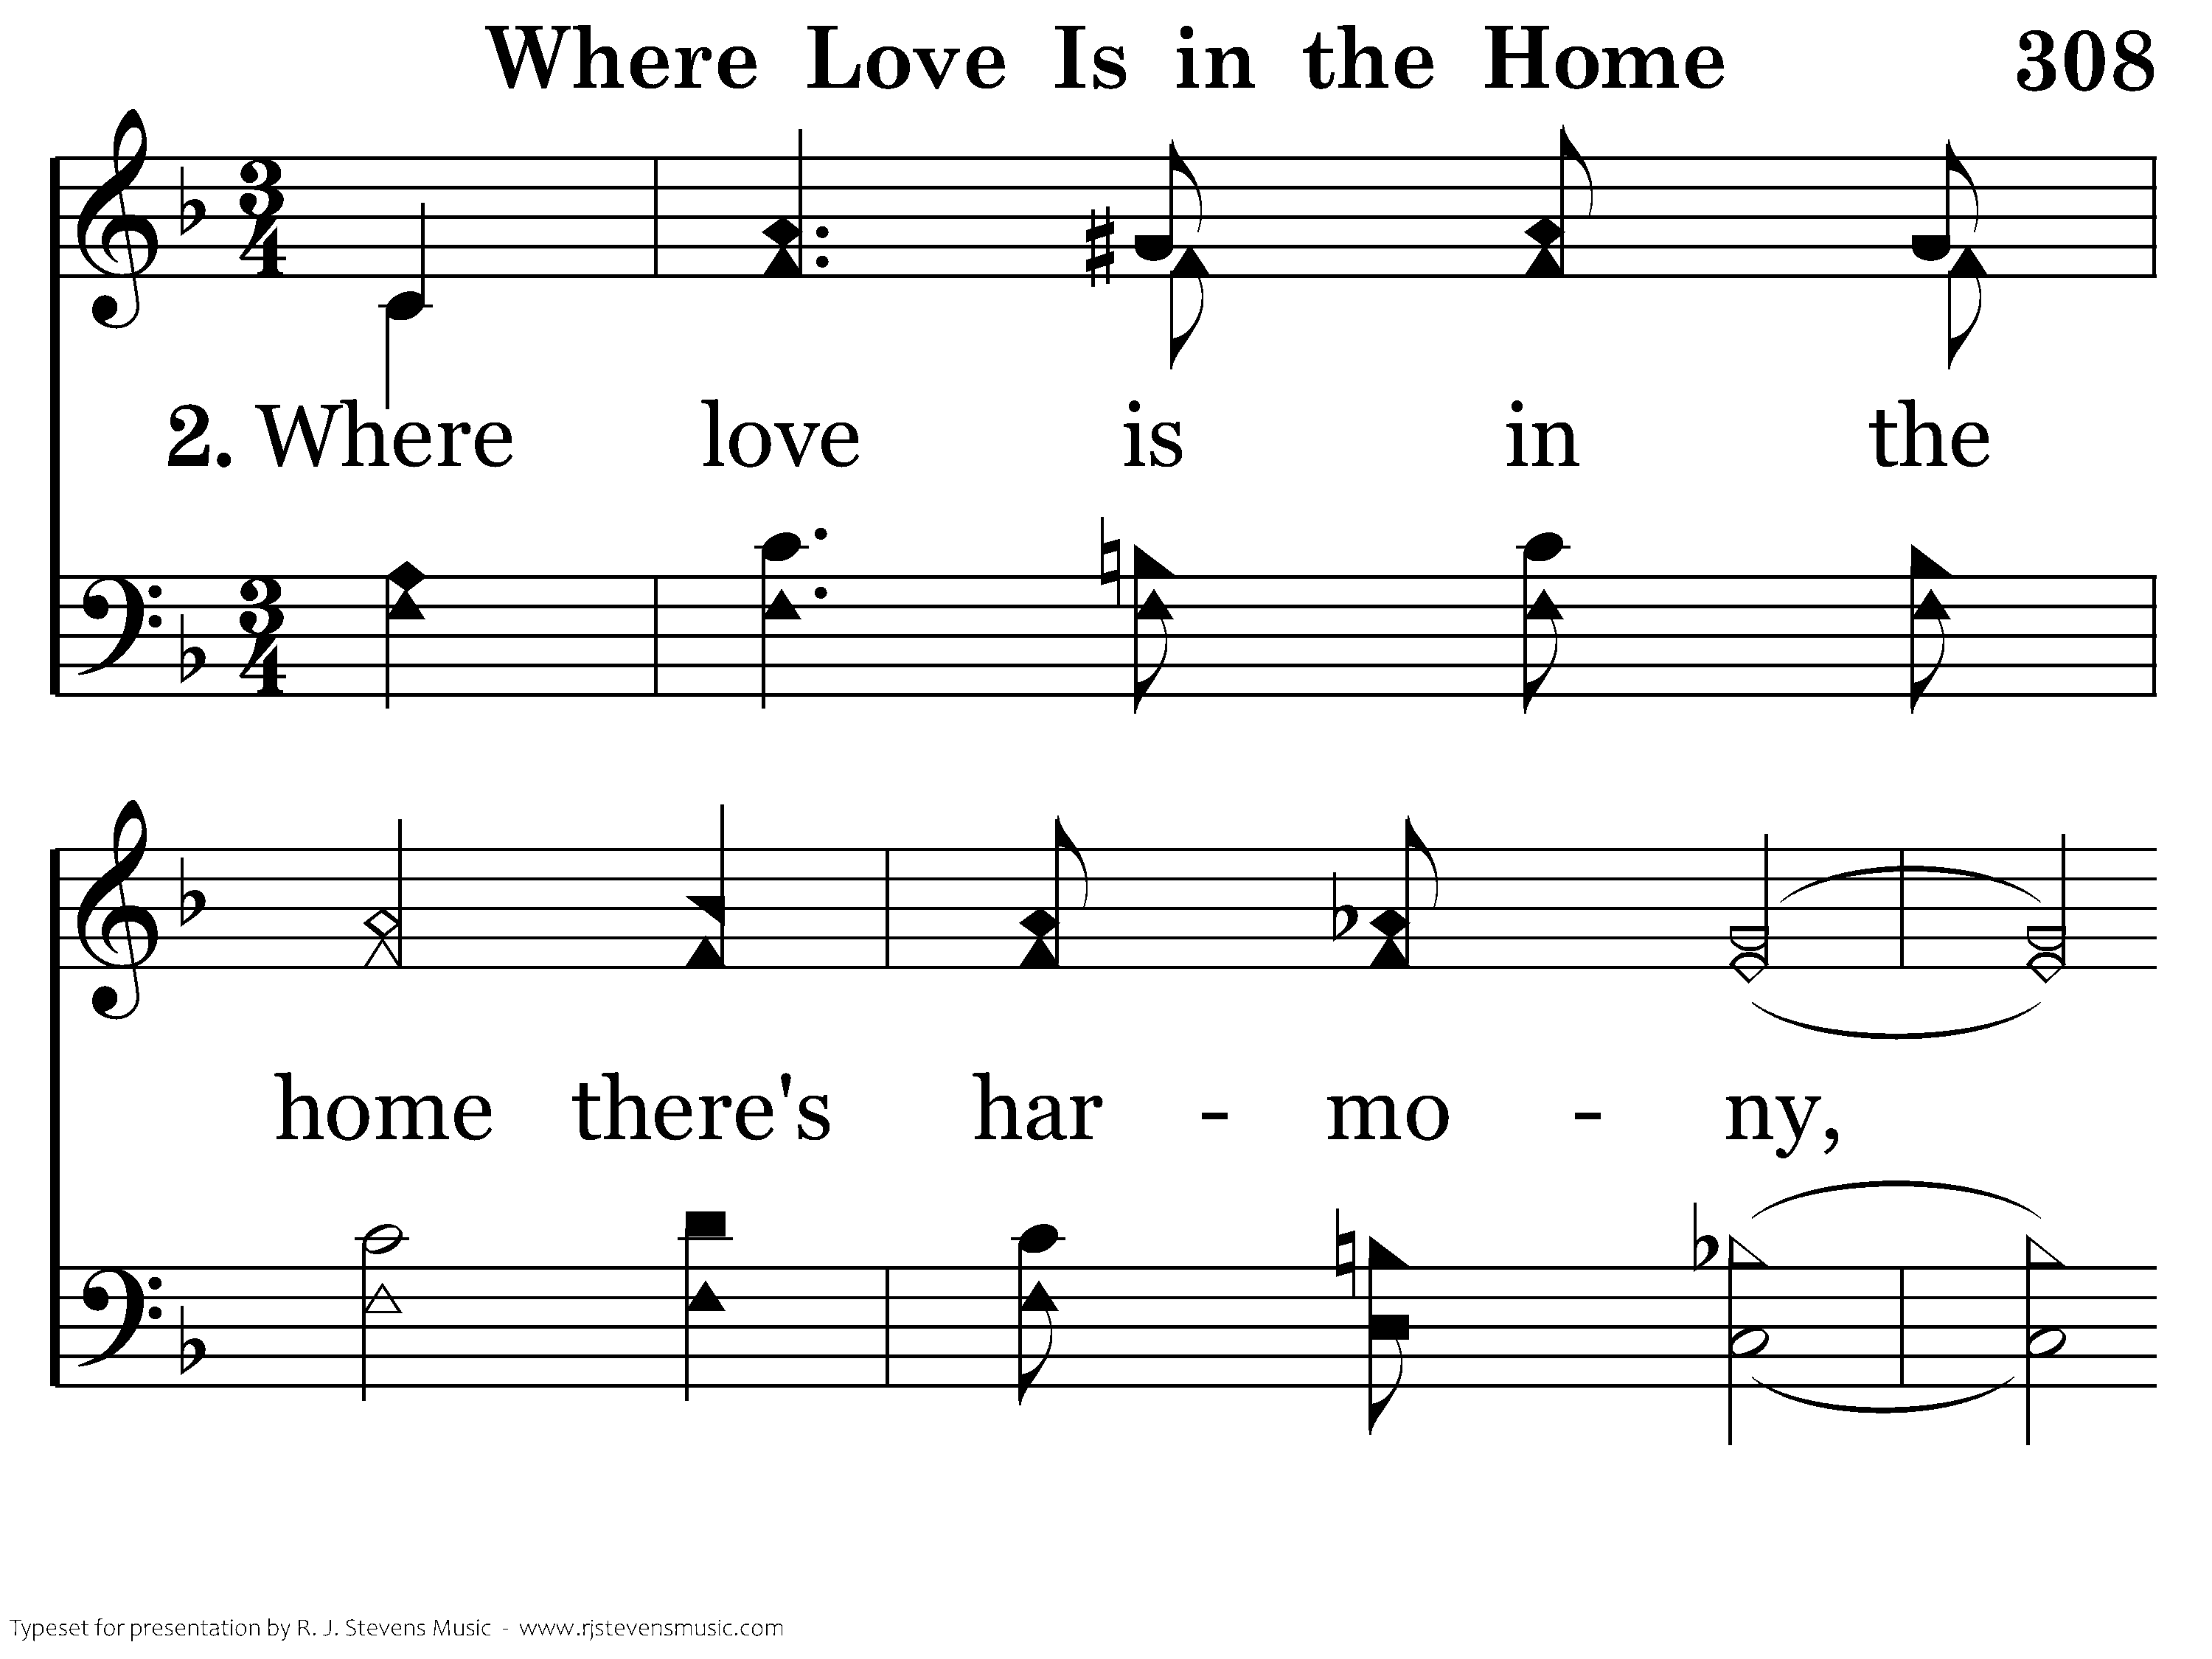 Where Love Is in the Home 308
2. Where love is in the
home there's har - mo - ny,
Typeset for presentation by R. J. Stevens Music - www.rjstevensmusic.com